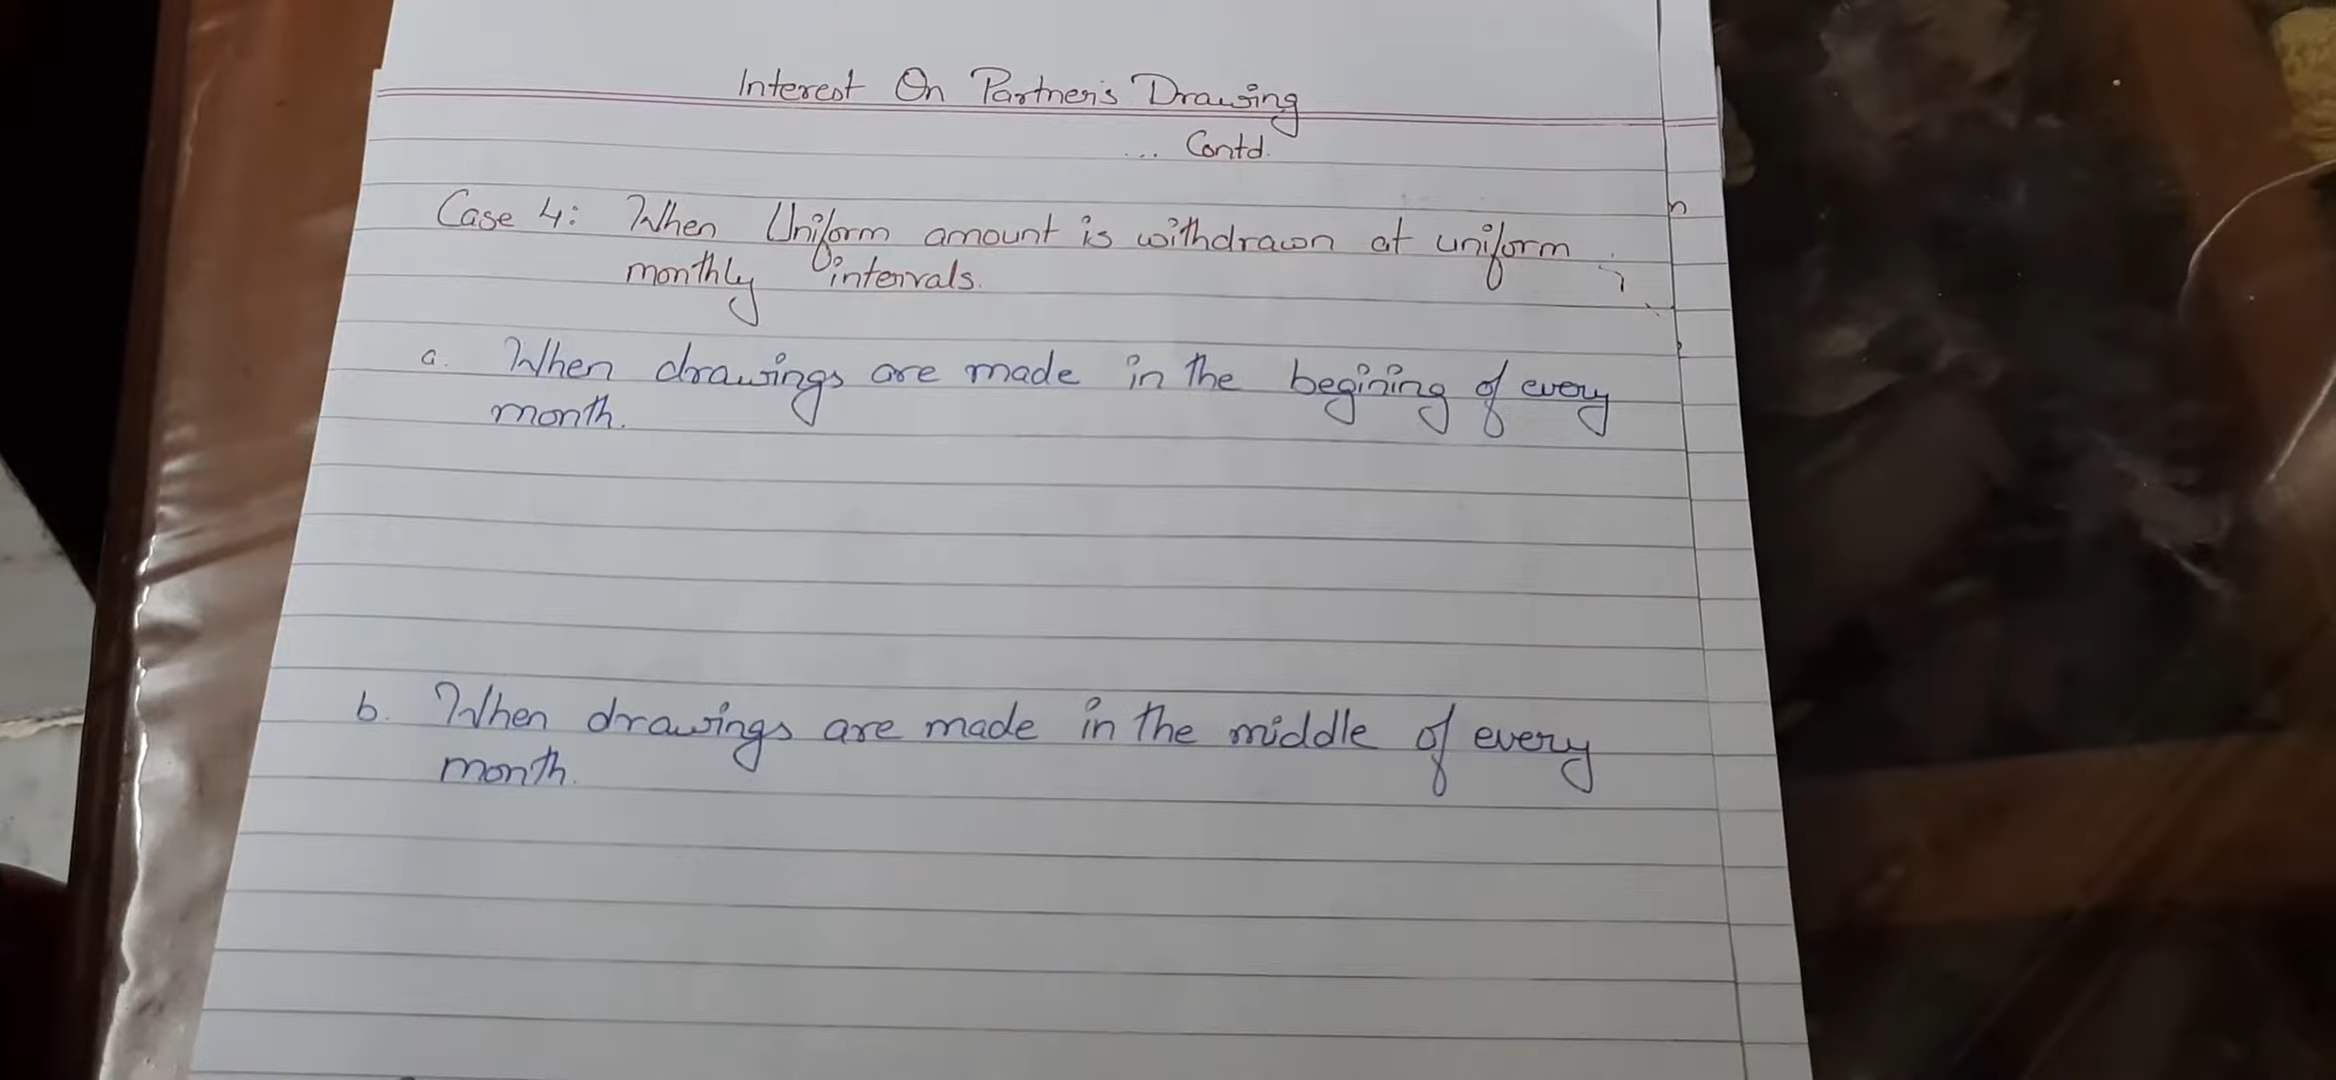 Interest On Partner's Drawing
... Contd.
Case 4: When Uniform amount is withdrawn at uniform
monthly intervals.
a. When drawings are made in the begining of every
month.
b. When drawings are made in the middle of every
month.